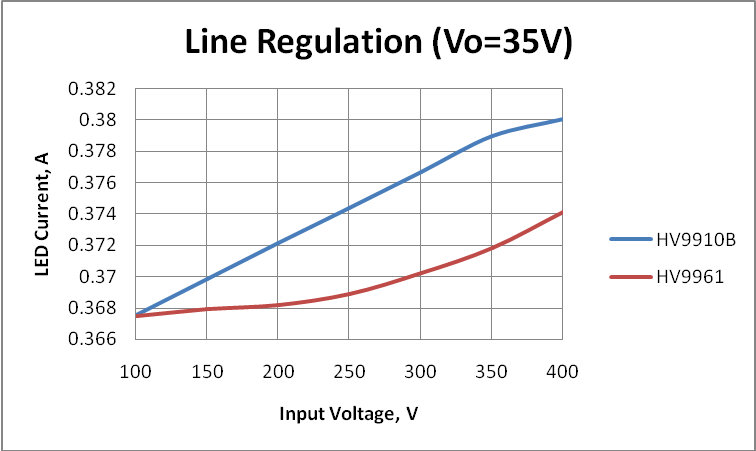 Line Regulation (Vo=35V)
LED Current, A
0.382
0.38
0.378
0.376
0.374
0.372
0.37
0.368
0.366
100 150 200 250 300 350 400
Input Voltage, V
HV9910B
HV9961